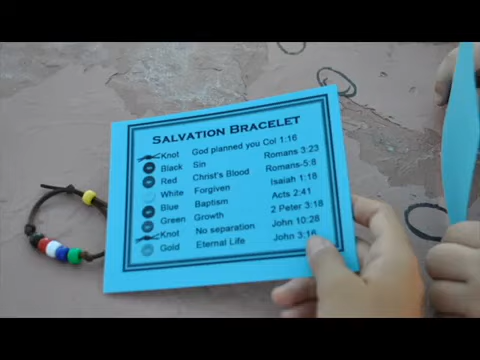 SALVATION BRACELET
Knot God planned you Col 1:16
Black Sin Romans 3:23
Red Christ's Blood Romans-5:8
White Forgiven Isaiah 1:18
Blue Baptism Acts 2:41
Green Growth 2 Peter 3:18
Knot No separation John 10:28
Gold Eternal Life John 3:16